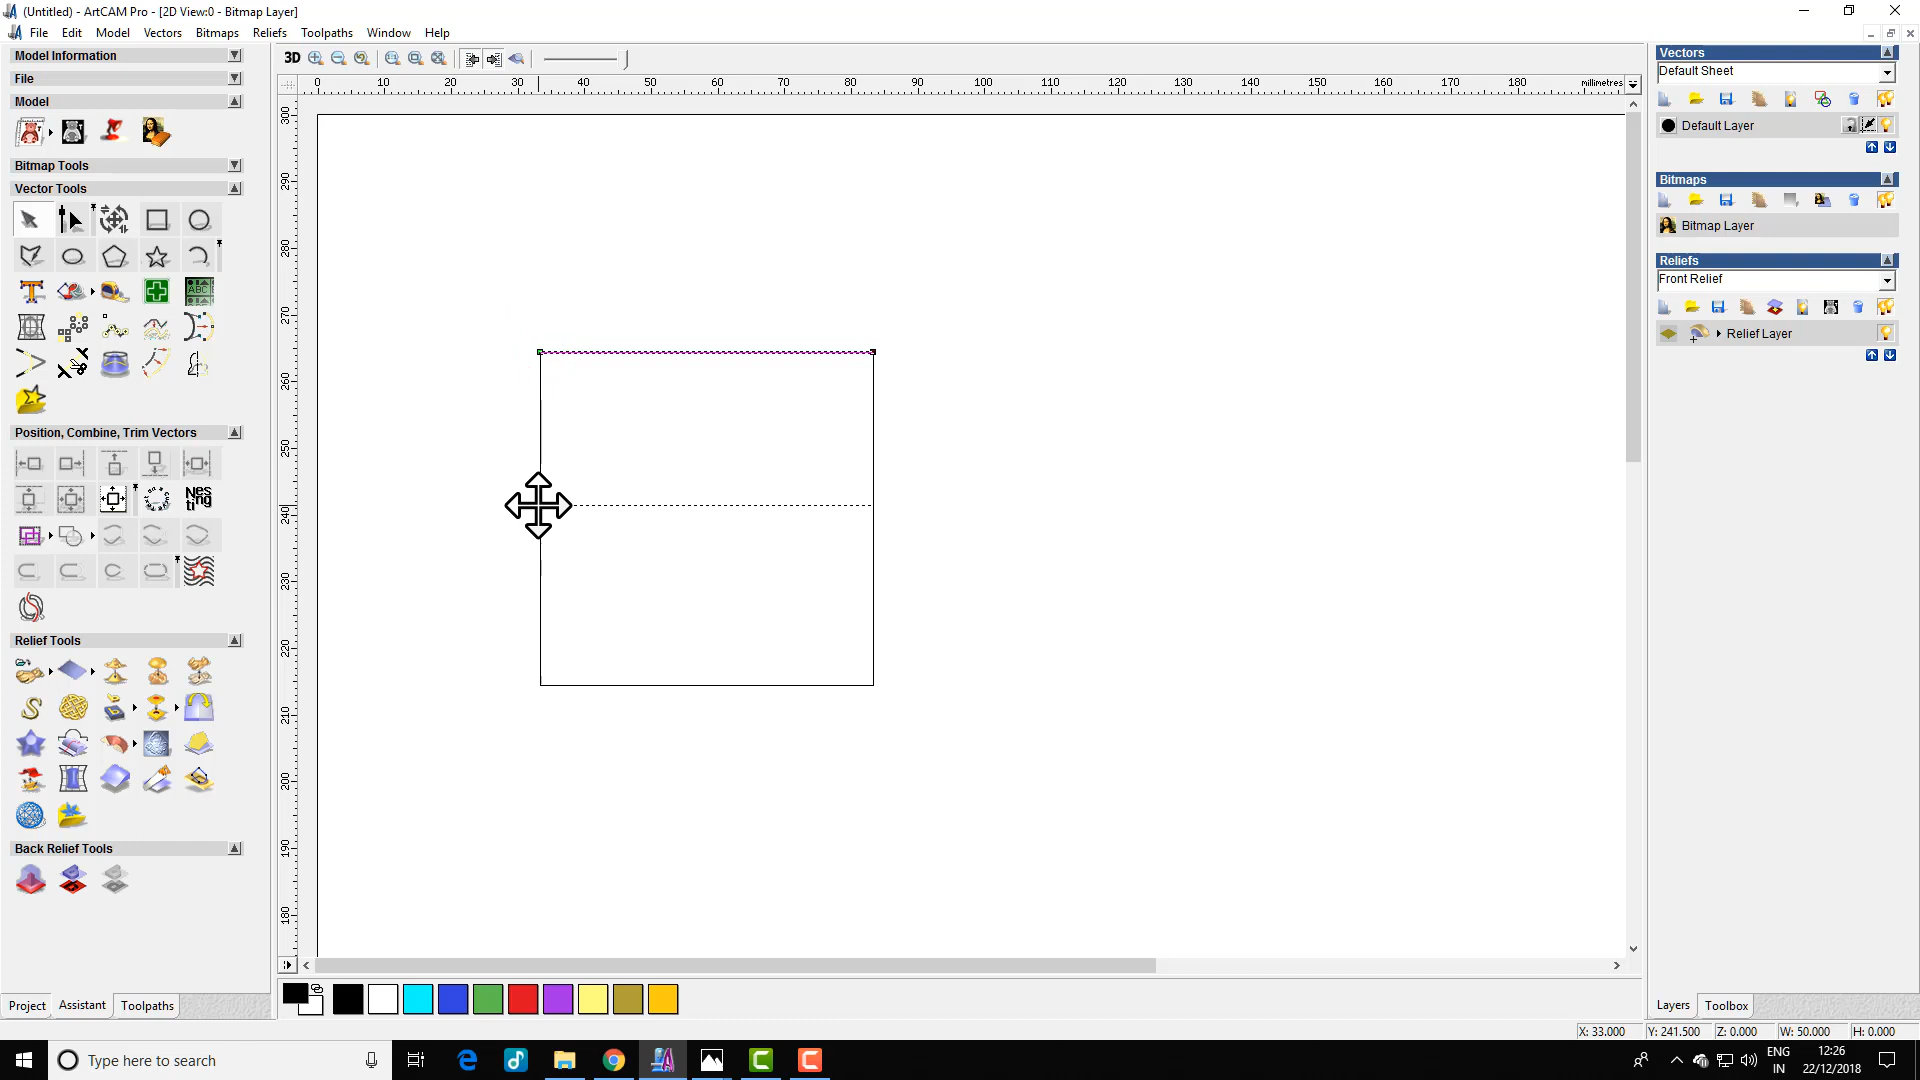 (Untitled) - ArtCAM Pro - [2D View:0 - Bitmap Layer]
File Edit Model Vectors Bitmaps Reliefs Toolpaths Window Help
Model Information
File
Model
Bitmap Tools
Vector Tools
Position, Combine, Trim Vectors
Nes
ting
Relief Tools
Back Relief Tools
Project Assistant Toolpaths
3D
0 10 20 30 40 50 60 70 80 90 100 110 120 130 140 150 160 170 180 millimetres
300
290
280
270
260
250
240
230
220
210
200
190
180
Vectors
Default Sheet
Default Layer
Bitmaps
Bitmap Layer
Reliefs
Front Relief
Relief Layer
Layers Toolbox
X: 33.000 Y: 241.500 Z: 0.000 W: 50.000 H: 0.000
Type here to search
ENG
IN
12:26
22/12/2018